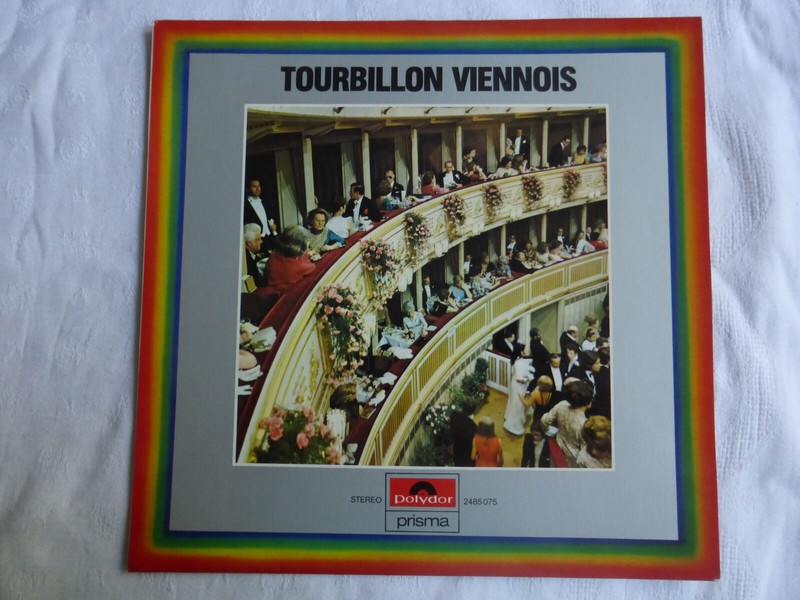 TOURBILLON VIENNOIS
STEREO
polydor
2485 075
prisma